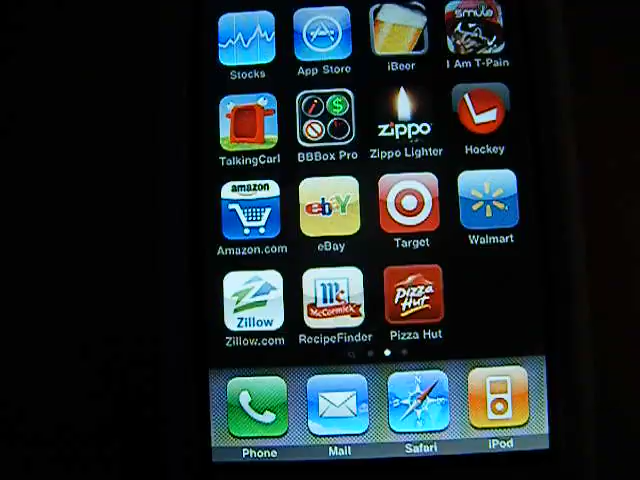 Stocks
App Store
iBeer
smule
I Am T-Pain
TalkingCarl
BBBox Pro
zippo
Zippo Lighter
Hockey
amazon
Amazon.com
ebY
eBay
Target
Walmart
Zillow
Zillow.com
Mc
McCormick
RecipeFinder
Pizza Hut
Pizza Hut
Phone
Mail
Safari
iPod